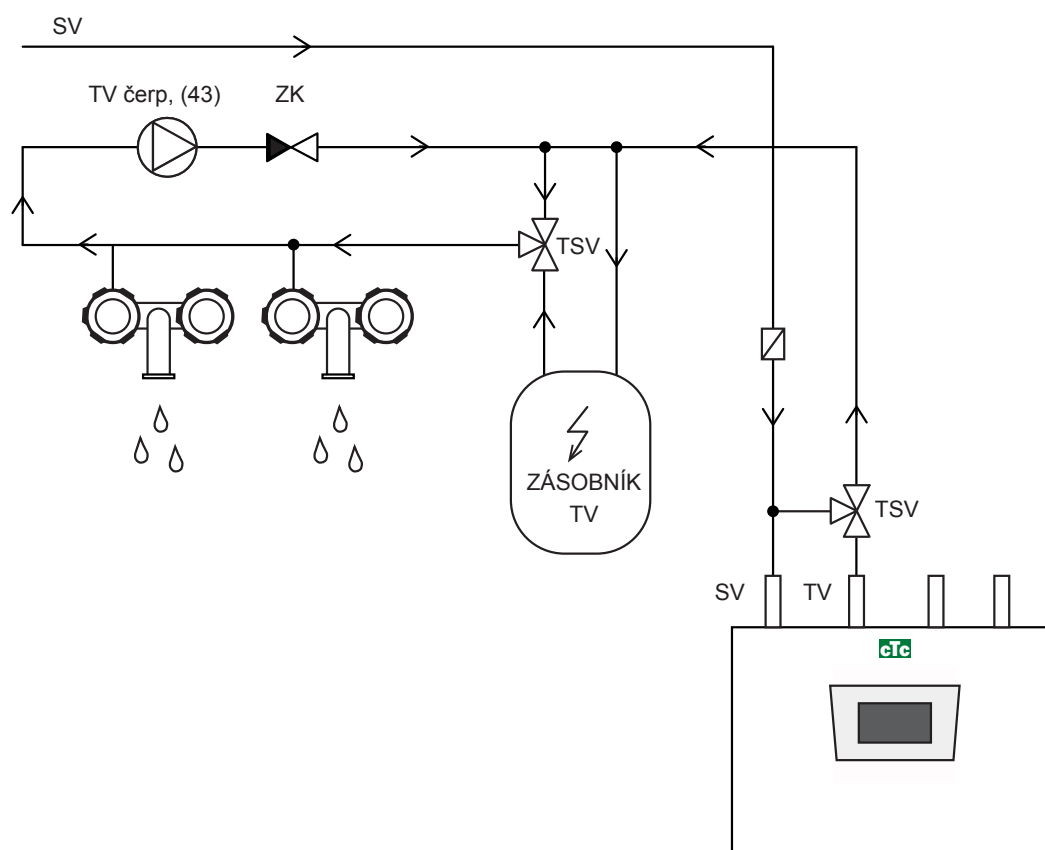 SV
TV čerp, (43)
ZK
TSV
ZÁSOBNÍK
TV
TSV
SV
TV
cTc